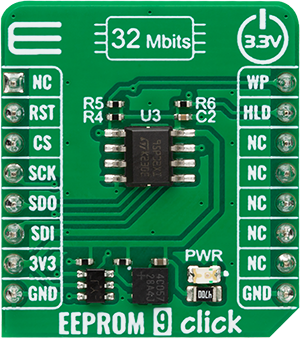 32 Mbits
3.3V
NC
WP
RST
R5
R6
HLD
R4
U3
C2
CS
NC
SCK
NC
SDO
NC
SDI
NC
3V3
PWR
NC
GND
GND
EEPROM 9 click